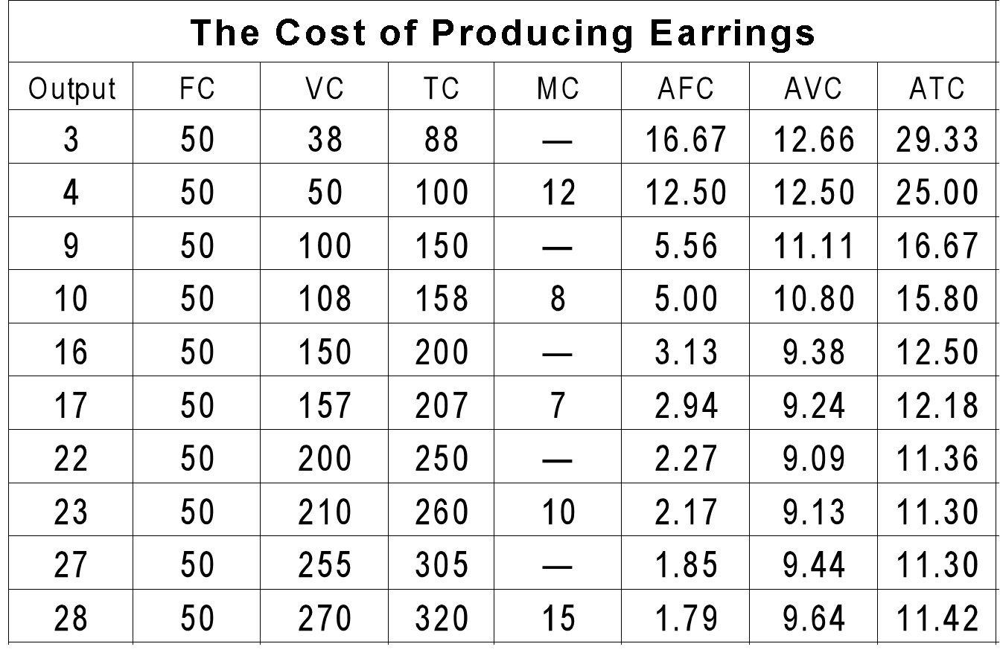 The Cost of Producing Earrings
Output FC VC TC MC AFC AVC ATC
3 50 38 88 — 16.67 12.66 29.33
4 50 50 100 12 12.50 12.50 25.00
9 50 100 150 — 5.56 11.11 16.67
10 50 108 158 8 5.00 10.80 15.80
16 50 150 200 — 3.13 9.38 12.50
17 50 157 207 7 2.94 9.24 12.18
22 50 200 250 — 2.27 9.09 11.36
23 50 210 260 10 2.17 9.13 11.30
27 50 255 305 — 1.85 9.44 11.30
28 50 270 320 15 1.79 9.64 11.42